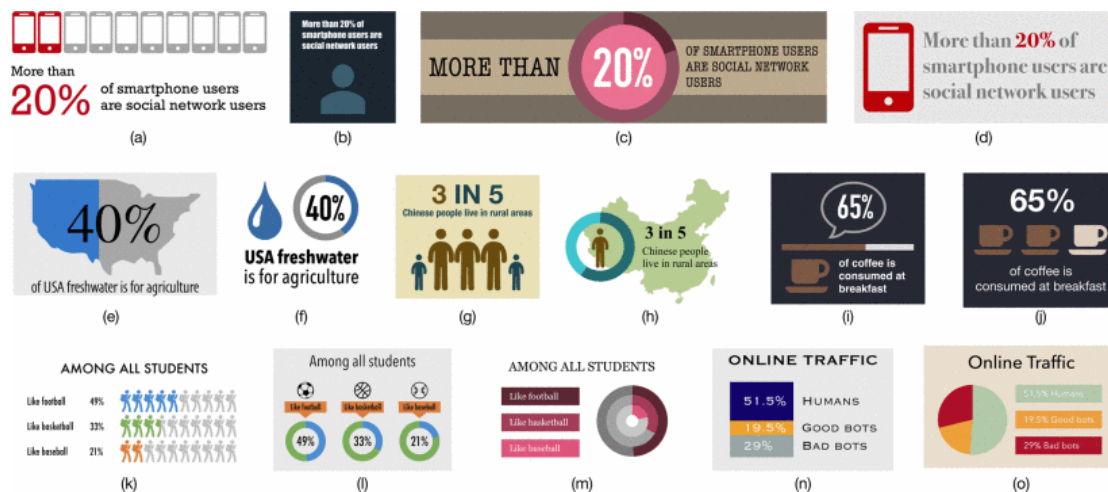 More than
20%
of smartphone users
are social network users
(a)
More than 20% of
smartphone users are
social network users
(b)
MORE THAN
20%
OF SMARTPHONE USERS
ARE SOCIAL NETWORK
USERS
(c)
More than 20% of
smartphone users are
social network users
(d)
40%
of USA freshwater is for agriculture
(e)
40%
USA freshwater
is for agriculture
(f)
3 IN 5
Chinese people live in rural areas
(g)
3 in 5
Chinese people
live in rural areas
(h)
65%
of coffee is
consumed at
breakfast
(i)
65%
of coffee is
consumed at breakfast
(j)
AMONG ALL STUDENTS
Like football 49%
Like basketball 33%
Like baseball 21%
(k)
Among all students
Like football
Like basketball
Like baseball
49%
33%
21%
(l)
AMONG ALL STUDENTS
Like football
Like basketball
Like baseball
(m)
ONLINE TRAFFIC
51.5% HUMANS
19.5% GOOD BOTS
29% BAD BOTS
(n)
Online Traffic
51.5% Humans
19.5% Good bots
29% Bad bots
(o)